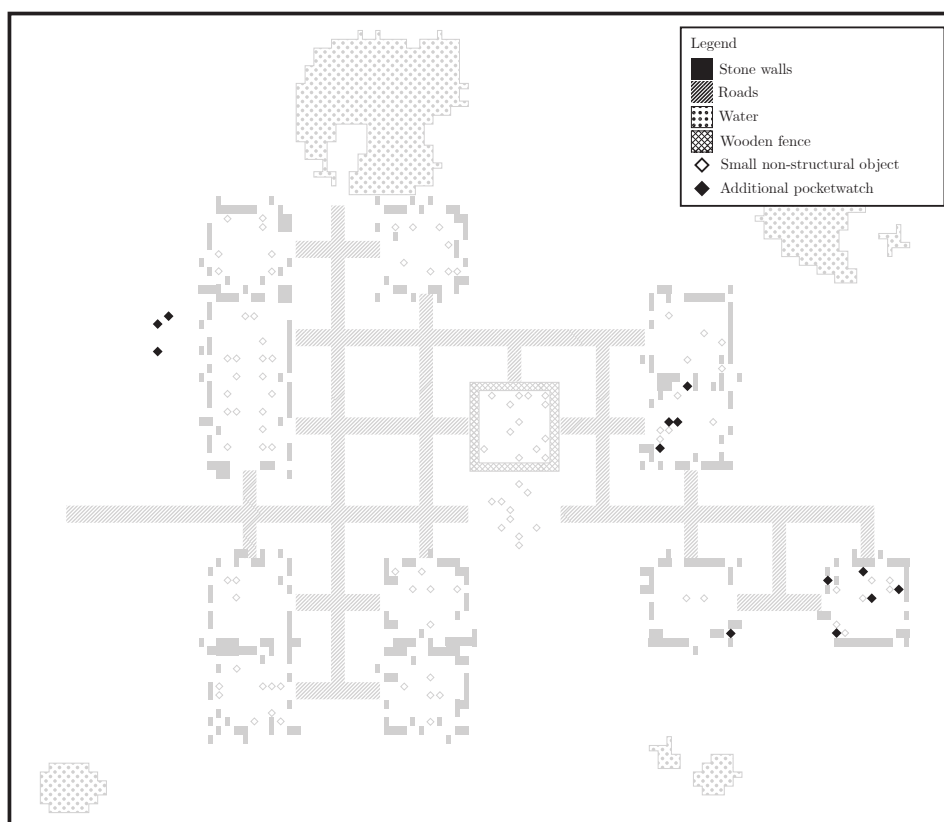 Legend
Stone walls
Roads
Water
Wooden fence
Small non-structural object
Additional pocketwatch